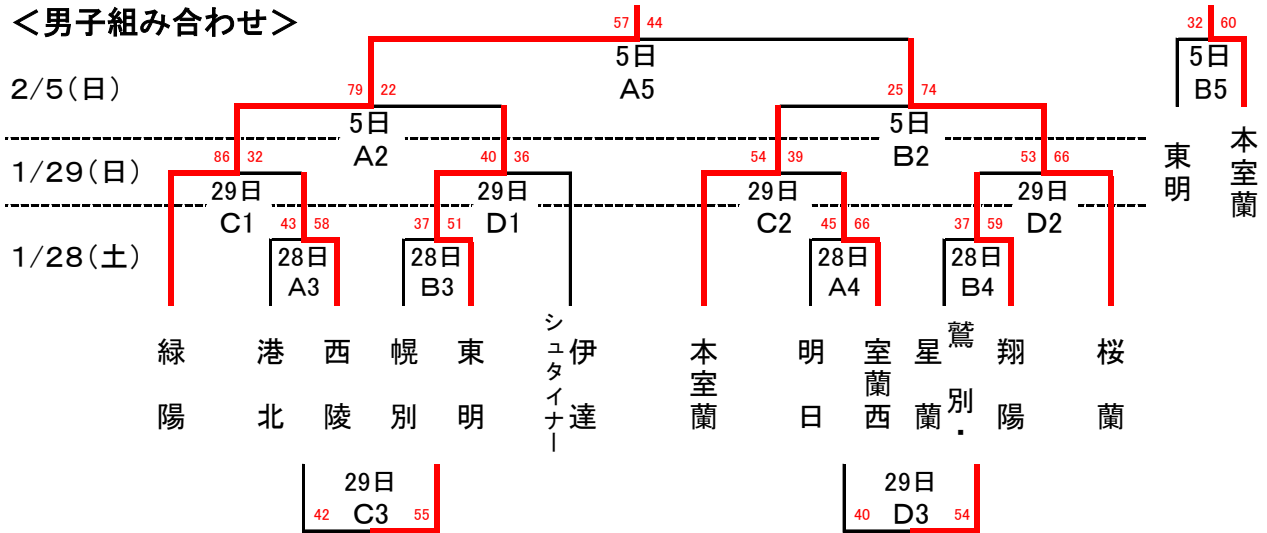 <男子組み合わせ>
57 44
5日
A5
32 60
5日
B5
東明
本室蘭
2/5(日)
79 22
5日
A2
25 74
5日
B2
1/29(日)
86 32
29日
C1
40 36
29日
D1
54 39
29日
C2
53 66
29日
D2
1/28(土)
43 58
28日
A3
37 51
28日
B3
45 66
28日
A4
37 59
28日
B4
緑陽
港北
西陵
幌別
東明
伊達
シュタイナー
本室蘭
明日
室蘭西
鷲別・
星蘭
翔陽
桜蘭
29日
42 C3 55
29日
40 D3 54